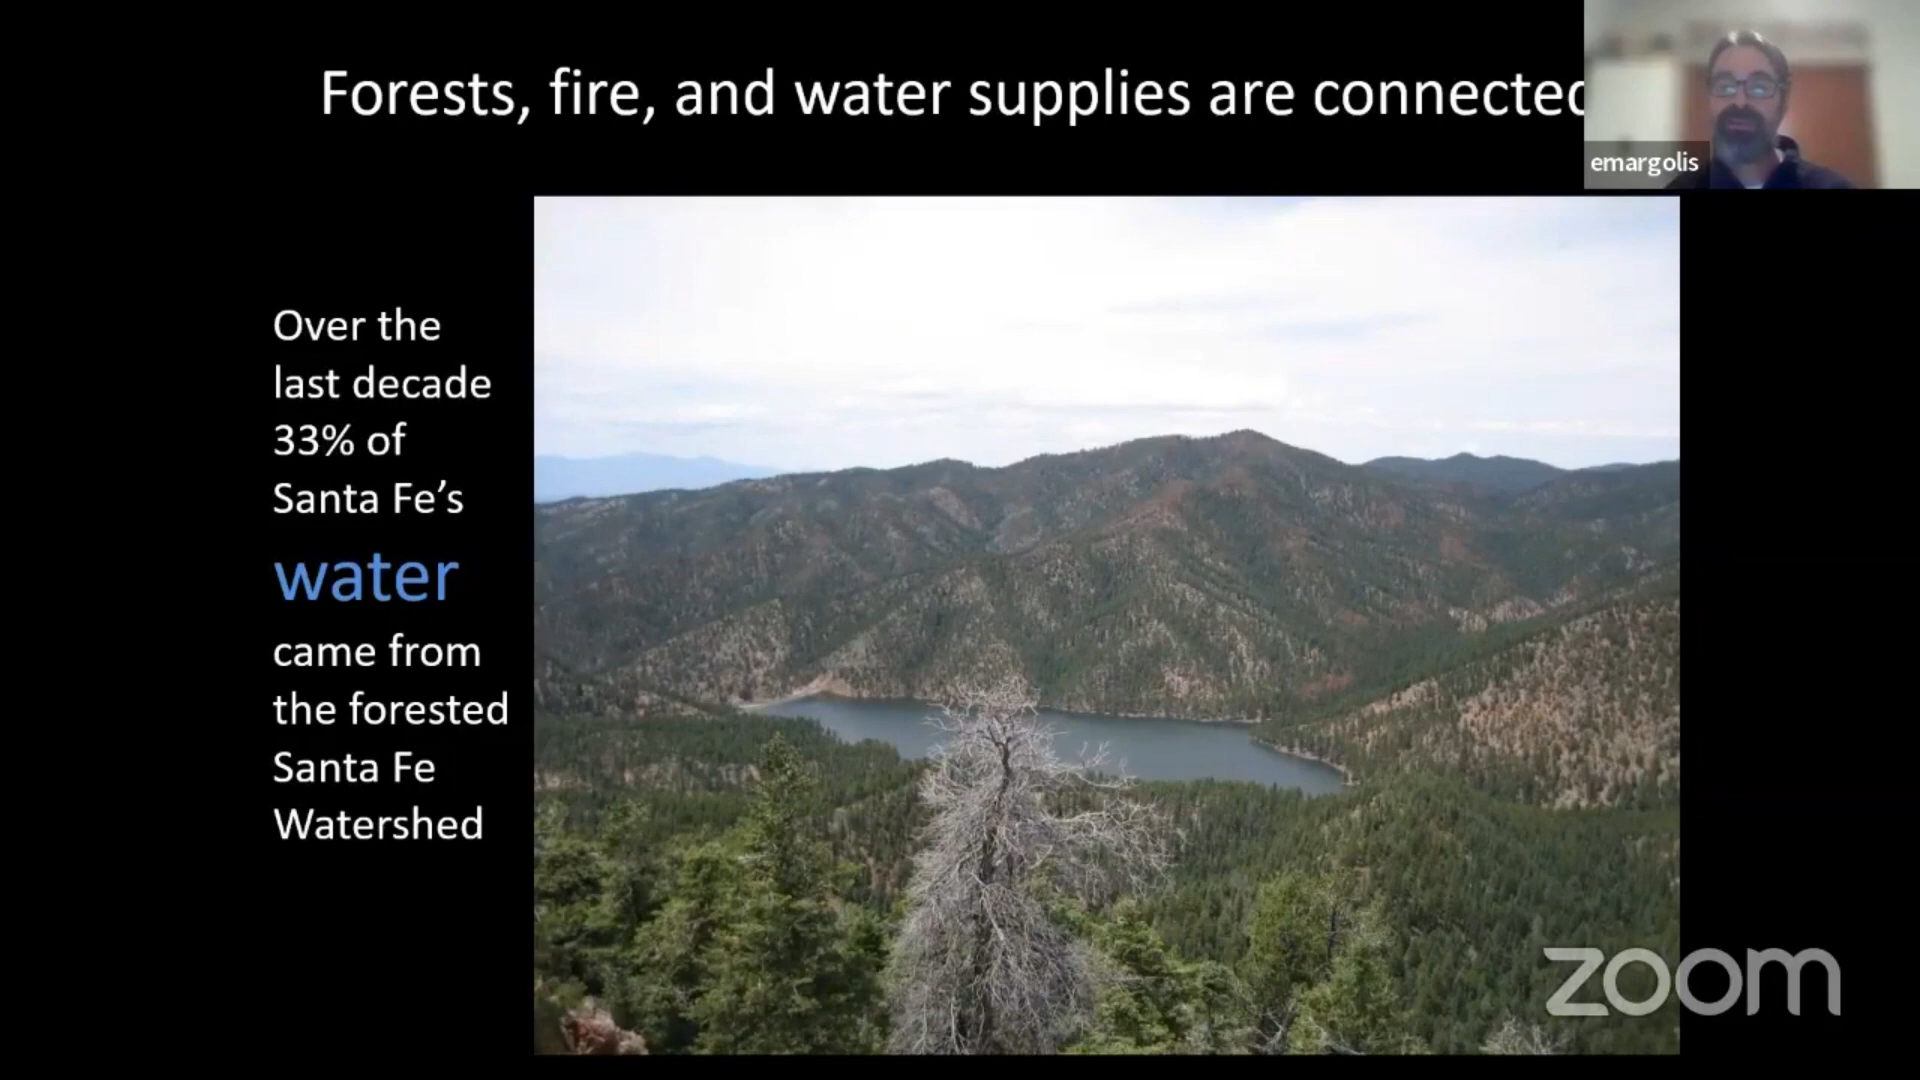 Forests, fire, and water supplies are connected
emargolis
Over the
last decade
33% of
Santa Fe’s
water
came from
the forested
Santa Fe
Watershed
zoom